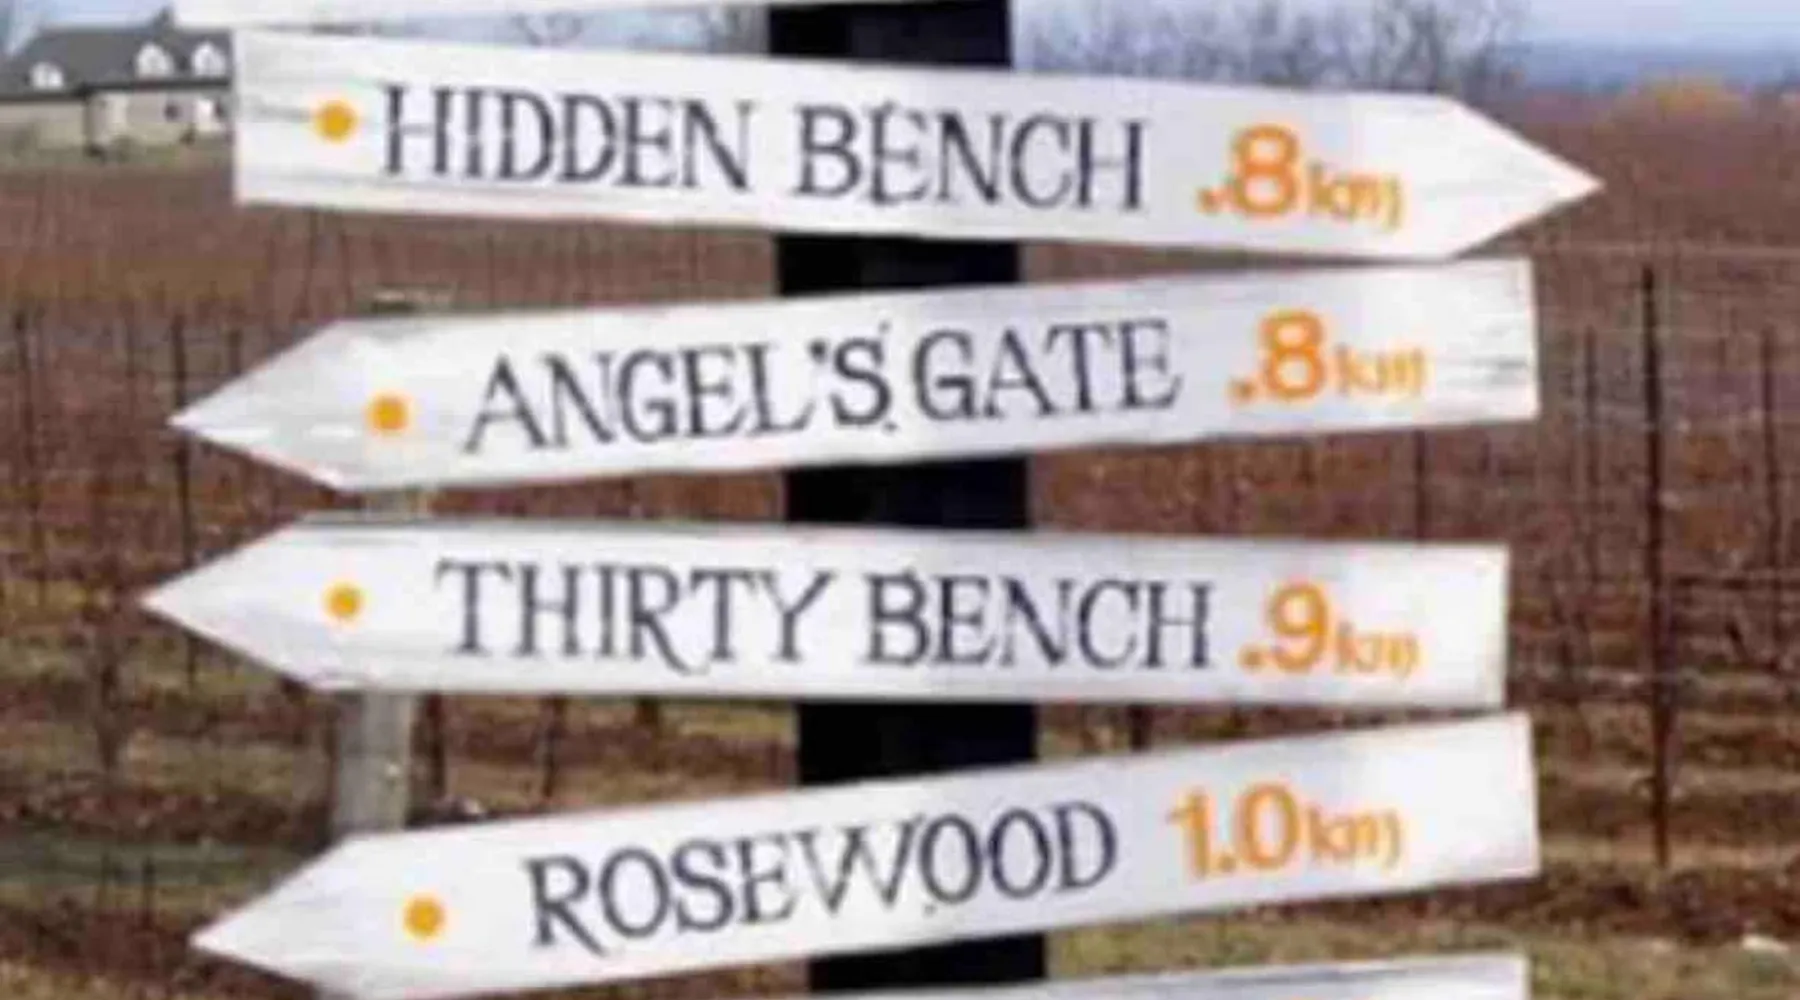 HIDDEN BENCH .8km
ANGEL'S GATE .8km
THIRTY BENCH .9km
ROSEWOOD 1.0km